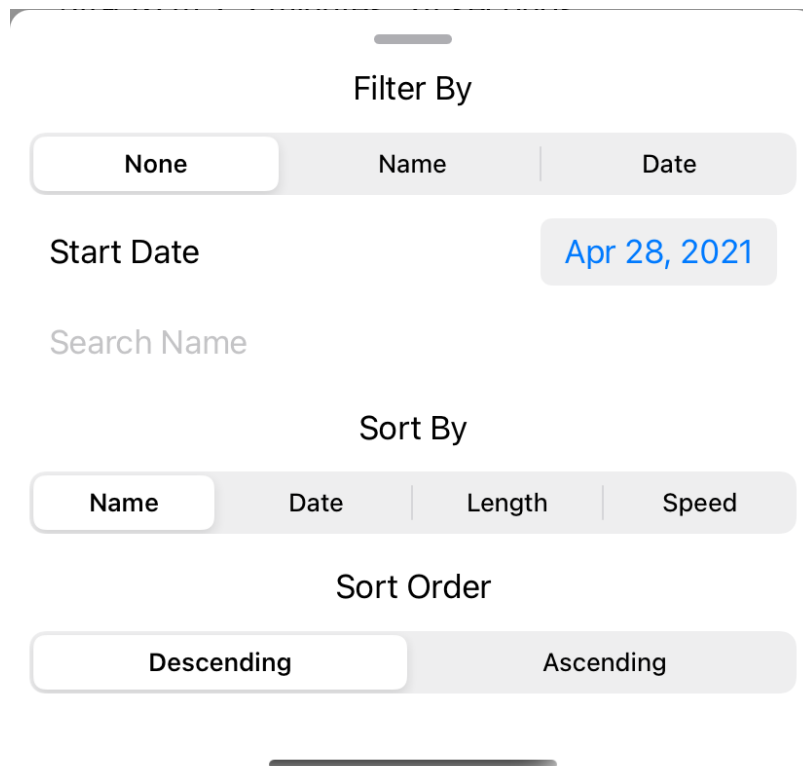 Filter By
None Name Date
Start Date Apr 28, 2021
Search Name
Sort By
Name Date Length Speed
Sort Order
Descending Ascending